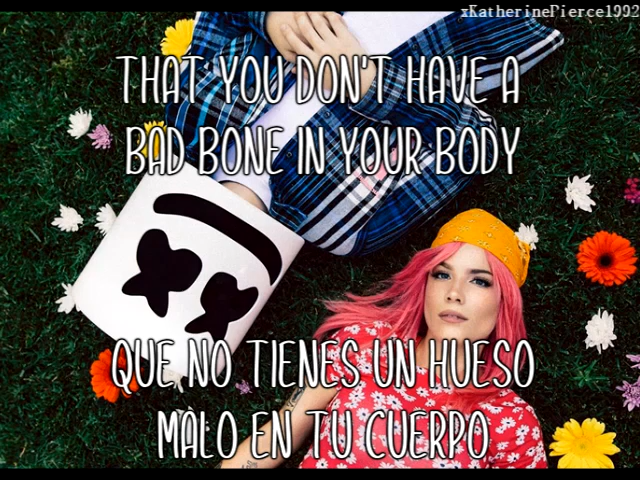 xKatherinePierce1992
THAT YOU DON'T HAVE A
BAD BONE IN YOUR BODY
QUE NO TIENES UN HUESO
MALO EN TU CUERPO